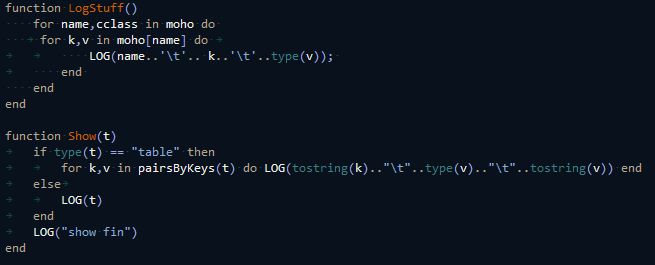 function LogStuff()
    for name,cclass in moho do
        for k,v in moho[name] do
            LOG(name..'\t'.. k..'\t'..type(v));
        end
    end
end

function Show(t)
    if type(t) == "table" then
        for k,v in pairsByKeys(t) do LOG(tostring(k).."\t"..type(v).."\t"..tostring(v)) end
    else
        LOG(t)
    end
    LOG("show fin")
end